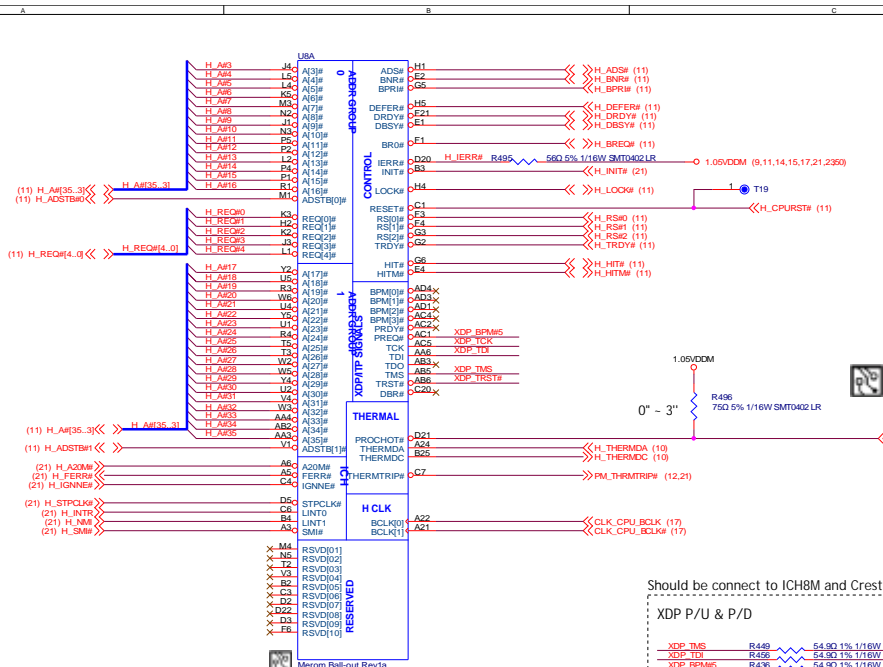 A B C
U8A
H_A#3 J4 A[3]# ADS# H1 H_ADS# (11)
H_A#4 L5 A[4]# BNR# E2 H_BNR# (11)
H_A#5 L4 A[5]# BPRI# G5 H_BPRI# (11)
H_A#6 K5 A[6]#
H_A#7 M3 A[7]# DEFER# H5 H_DEFER# (11)
H_A#8 N2 A[8]# DRDY# F21 H_DRDY# (11)
H_A#9 J1 A[9]# DBSY# E1 H_DBSY# (11)
H_A#10 N3 A[10]#
H_A#11 P5 A[11]# BR0# F1 H_BREQ# (11)
H_A#12 P2 A[12]#
H_A#13 L2 A[13]# IERR# D20 H_IERR# R495 56Ω 5% 1/16W SMT0402 LR 1.05VDDM (9,11,14,15,17,21,2350)
H_A#14 P4 A[14]# INIT# B3 H_INIT# (21)
H_A#15 P1 A[15]#
H_A#16 R1 A[16]# LOCK# H4 H_LOCK# (11) 1 T19
(11) H_A#[35..3] H_A#[35..3]
(11) H_ADSTB#0 M1 ADSTB[0]#
RESET# C1 H_CPURST# (11)
H_REQ#0 K3 REQ[0]# RS[0]# F3 H_RS#0 (11)
H_REQ#1 H2 REQ[1]# RS[1]# F4 H_RS#1 (11)
H_REQ#2 K2 REQ[2]# RS[2]# G3 H_RS#2 (11)
H_REQ#3 J3 REQ[3]# TRDY# G2 H_TRDY# (11)
H_REQ#4 L1 REQ[4]#
(11) H_REQ#[4..0] H_REQ#[4..0]
HIT# G6 H_HIT# (11)
HITM# E4 H_HITM# (11)
ADDR GROUP 0
CONTROL
H_A#17 Y2 A[17]#
H_A#18 U5 A[18]#
H_A#19 R3 A[19]# BPM[0]# AD4
H_A#20 W6 A[20]# BPM[1]# AD3
H_A#21 U4 A[21]# BPM[2]# AD1
H_A#22 Y5 A[22]# BPM[3]# AC4
H_A#23 U1 A[23]# PRDY# AC2
H_A#24 R4 A[24]# PREQ# AC1 XDP_BPM#5
H_A#25 T5 A[25]# TCK AC5 XDP_TCK
H_A#26 T3 A[26]# TDI AA6 XDP_TDI
H_A#27 W2 A[27]# TDO AB3
H_A#28 W5 A[28]# TMS AB5 XDP_TMS
H_A#29 Y4 A[29]# TRST# AB6 XDP_TRST#
H_A#30 U2 A[30]# DBR# C20
H_A#31 V4 A[31]#
H_A#32 W3 A[32]#
H_A#33 AA4 A[33]#
H_A#34 AB2 A[34]#
H_A#35 AA3 A[35]#
(11) H_A#[35..3] H_A#[35..3]
(11) H_ADSTB#1 V1 ADSTB[1]#
ADDR GROUP 1
XDP/ITP SIGNALS
1.05VDDM
R496
75Ω 5% 1/16W SMT0402 LR
0" ~ 3"
THERMAL
PROCHOT# D21
THERMDA A24 H_THERMDA (10)
THERMDC B25 H_THERMDC (10)
THERMTRIP# C7 PM_THRMTRIP# (12,21)
(21) H_A20M# A6 A20M#
(21) H_FERR# A5 FERR#
(21) H_IGNNE# C4 IGNNE#
ICH
(21) H_STPCLK# D5 STPCLK#
(21) H_INTR C6 LINT0
(21) H_NMI B4 LINT1
(21) H_SMI# A3 SMI#
H CLK
BCLK[0] A22 CLK_CPU_BCLK (17)
BCLK[1] A21 CLK_CPU_BCLK# (17)
M4 RSVD[01]
N5 RSVD[02]
T2 RSVD[03]
V3 RSVD[04]
B2 RSVD[05]
C3 RSVD[06]
D2 RSVD[07]
D22 RSVD[08]
D3 RSVD[09]
F6 RSVD[10]
RESERVED
Merom Ball-out Rev1a
Should be connect to ICH8M and Crest
XDP P/U & P/D
XDP_TMS R449 54.9Ω 1% 1/16W
XDP_TDI R456 54.9Ω 1% 1/16W
XDP_BPM#5 R436 54.9Ω 1% 1/16W